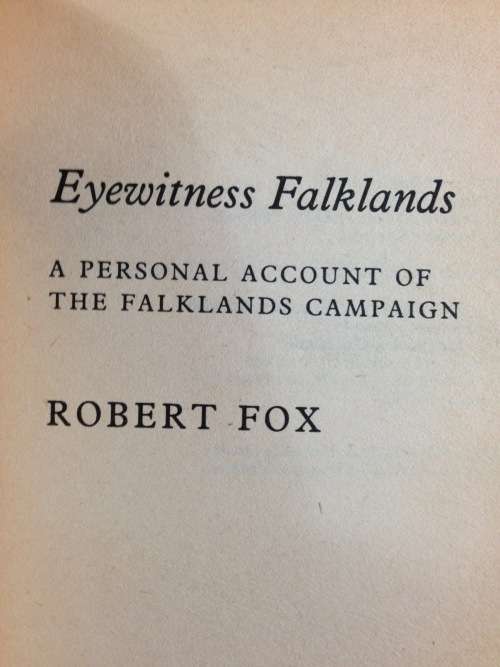 Eyewitness Falklands
A PERSONAL ACCOUNT OF
THE FALKLANDS CAMPAIGN
ROBERT FOX